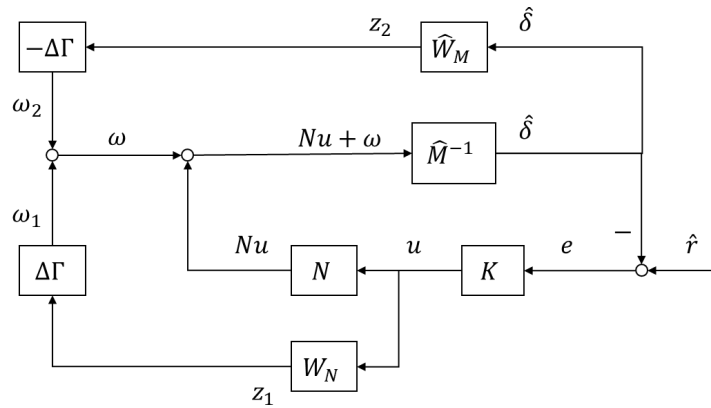 z₂ δ̂
−ΔΓ Ŵ_M
ω₂
ω Nu + ω δ̂
M̂⁻¹
ω₁
Nu u e − r̂
ΔΓ N K
W_N
z₁